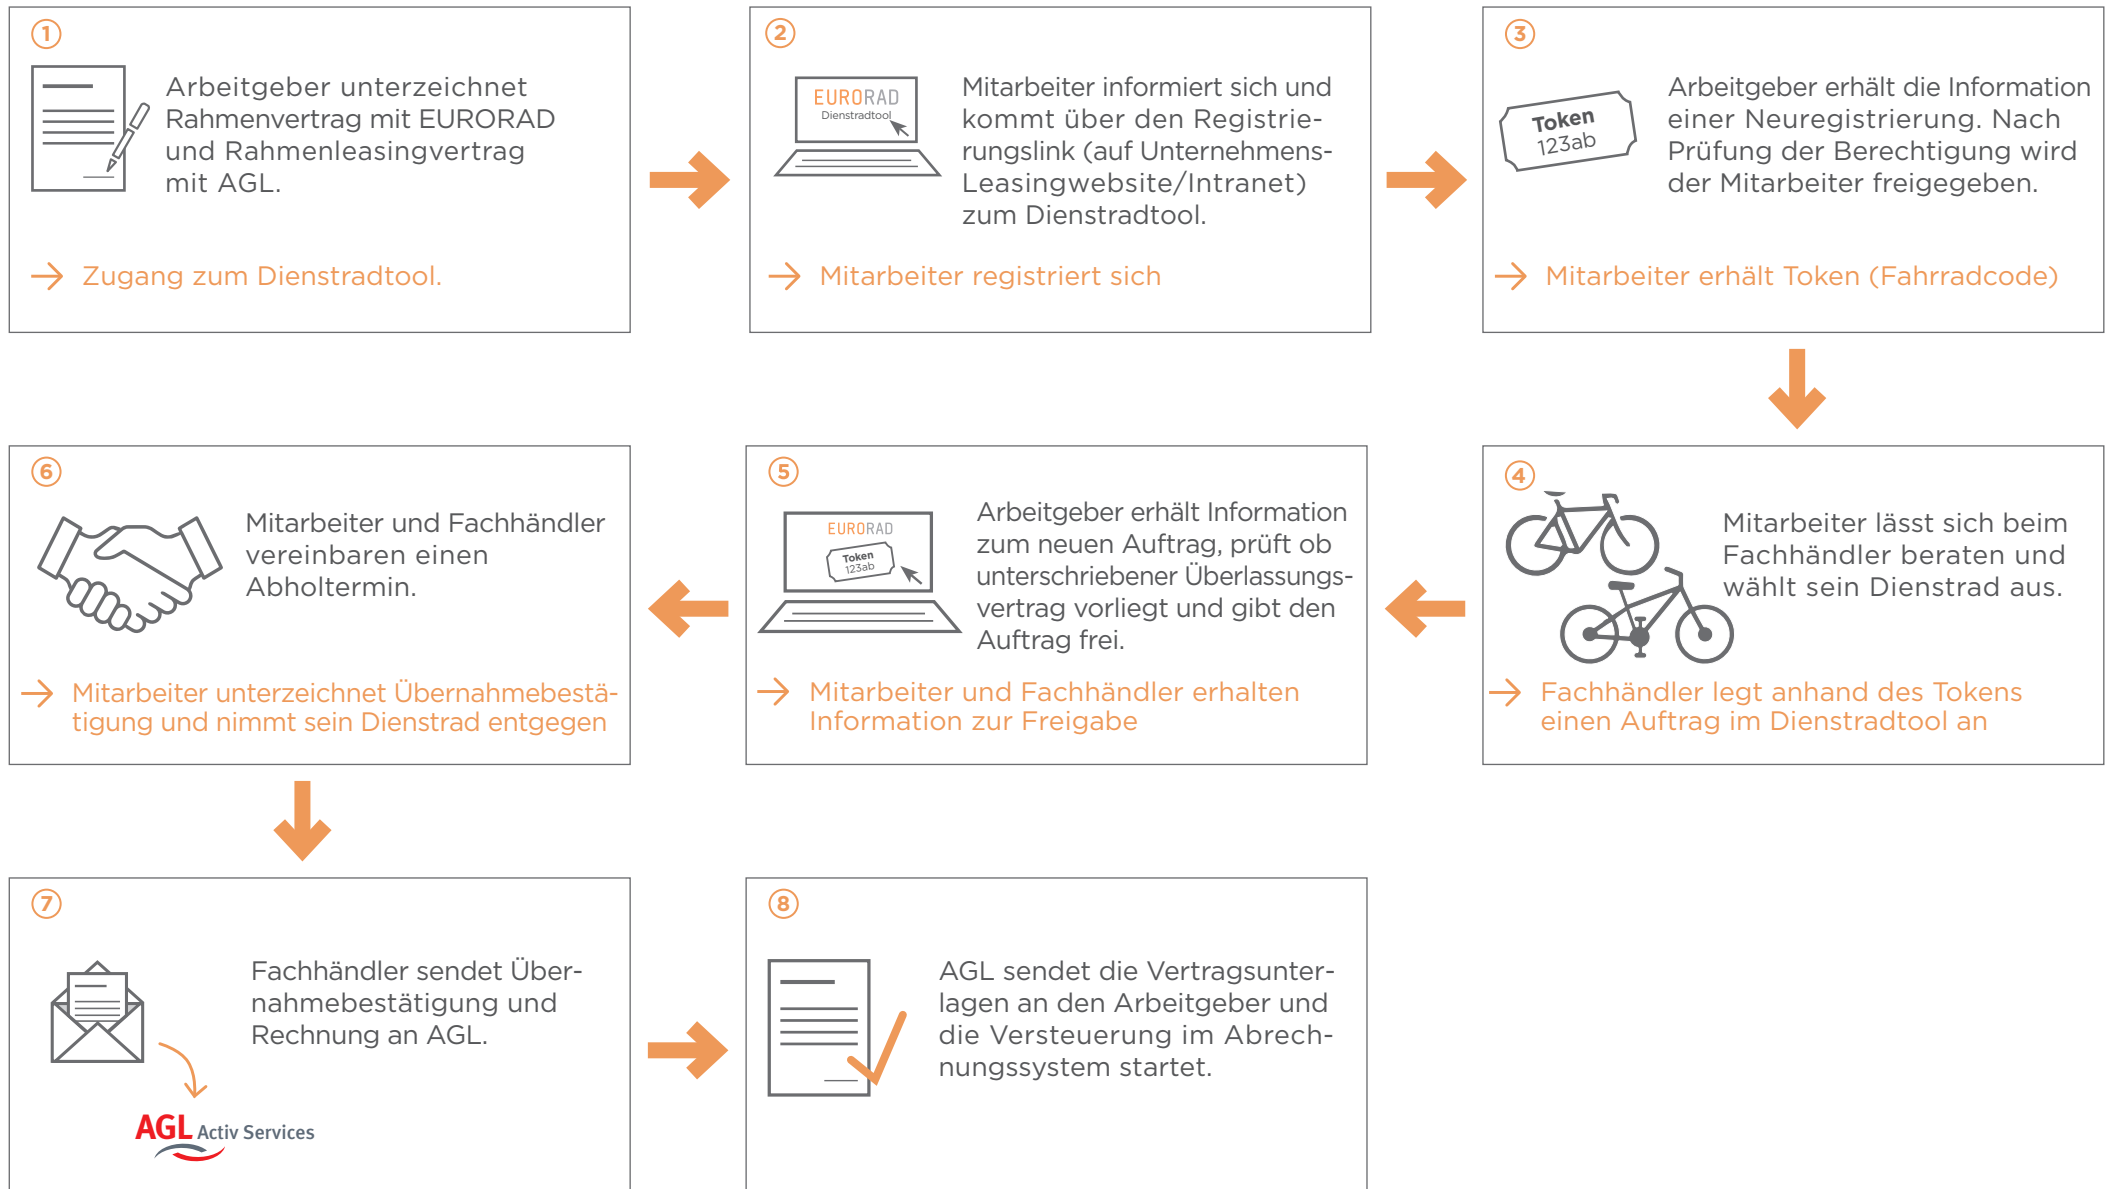 1
Arbeitgeber unterzeichnet
Rahmenvertrag mit EURORAD
und Rahmenleasingvertrag
mit AGL.
Zugang zum Dienstradtool.
2
EURORAD
Dienstradtool
Mitarbeiter informiert sich und
kommt über den Registrie-
rungslink (auf Unternehmens-
Leasingwebsite/Intranet)
zum Dienstradtool.
Mitarbeiter registriert sich
3
Token
123ab
Arbeitgeber erhält die Information
einer Neuregistrierung. Nach
Prüfung der Berechtigung wird
der Mitarbeiter freigegeben.
Mitarbeiter erhält Token (Fahrradcode)
4
Mitarbeiter lässt sich beim
Fachhändler beraten und
wählt sein Dienstrad aus.
Fachhändler legt anhand des Tokens
einen Auftrag im Dienstradtool an
5
EURORAD
Token
123ab
Arbeitgeber erhält Information
zum neuen Auftrag, prüft ob
unterschriebener Überlassungs-
vertrag vorliegt und gibt den
Auftrag frei.
Mitarbeiter und Fachhändler erhalten
Information zur Freigabe
6
Mitarbeiter und Fachhändler
vereinbaren einen
Abholtermin.
Mitarbeiter unterzeichnet Übernahmebestä-
tigung und nimmt sein Dienstrad entgegen
7
Fachhändler sendet Über-
nahmebestätigung und
Rechnung an AGL.
AGL Activ Services
8
AGL sendet die Vertragsunter-
lagen an den Arbeitgeber und
die Versteuerung im Abrech-
nungssystem startet.